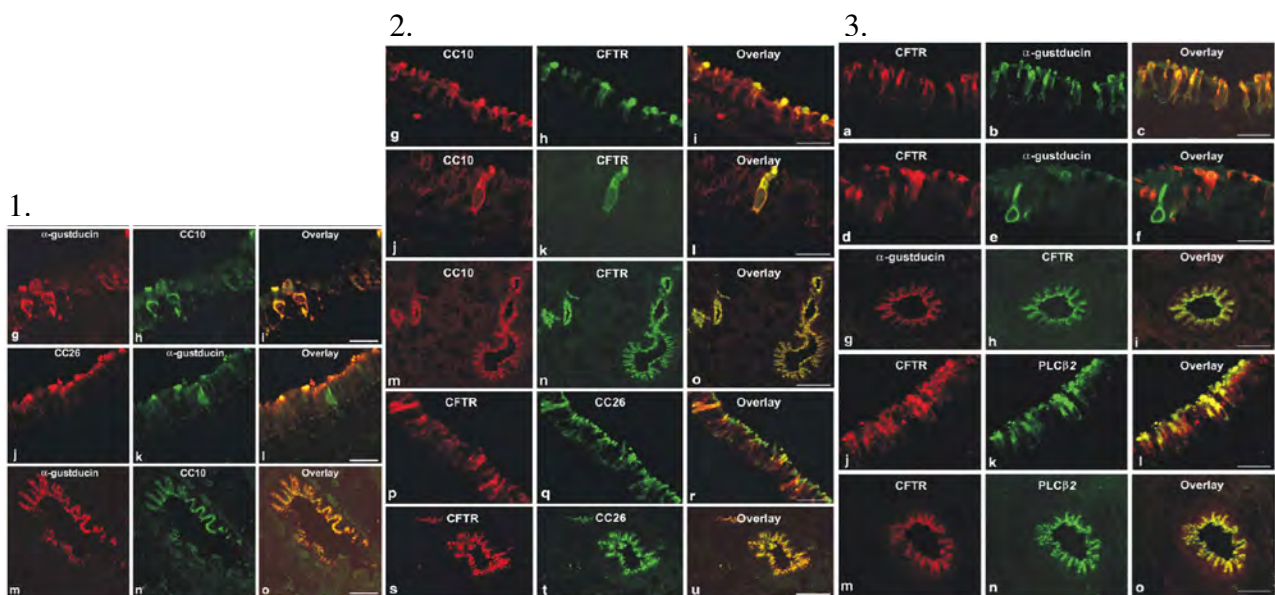 1.
α-gustducin CC10 Overlay
g h i
CC26 α-gustducin Overlay
j k l
α-gustducin CC10 Overlay
m n o
2.
CC10 CFTR Overlay
g h i
CC10 CFTR Overlay
j k l
CC10 CFTR Overlay
m n o
CFTR CC26 Overlay
p q r
CFTR CC26 Overlay
s t u
3.
CFTR α-gustducin Overlay
a b c
CFTR α-gustducin Overlay
d e f
α-gustducin CFTR Overlay
g h i
CFTR PLCβ2 Overlay
j k l
CFTR PLCβ2 Overlay
m n o